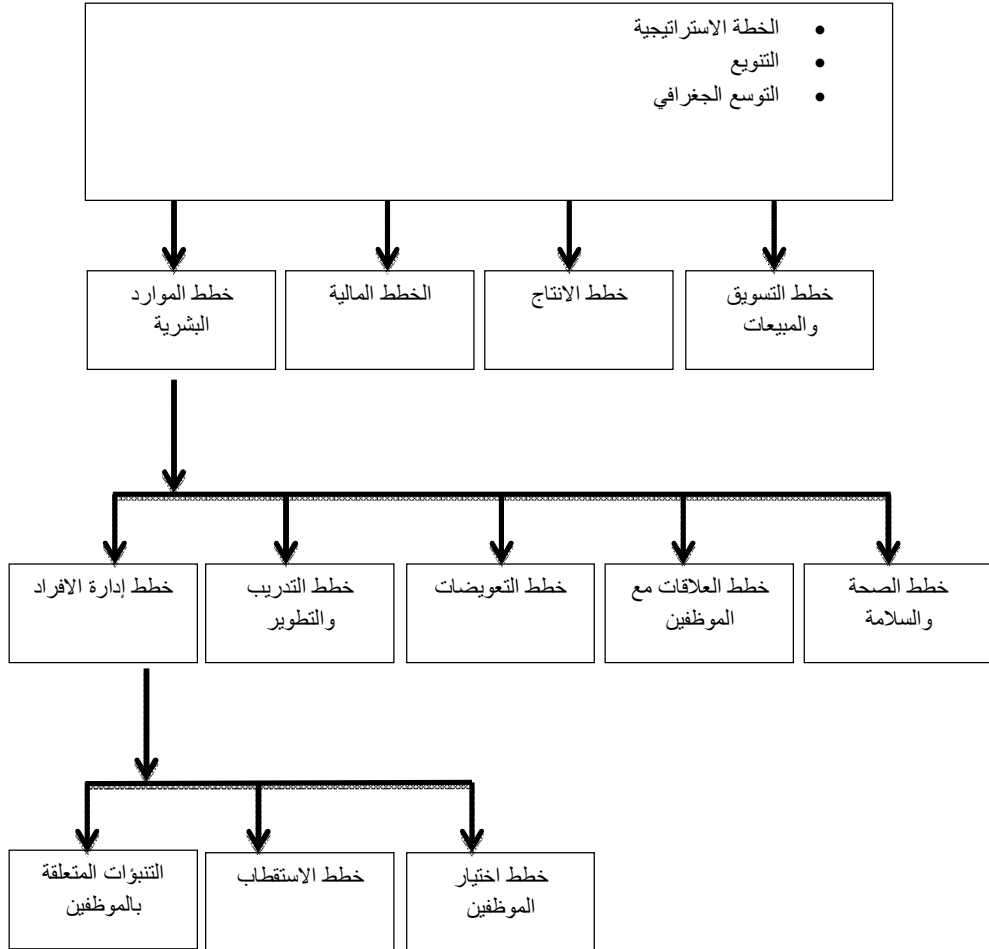 • الخطة الاستراتيجية
• التنويع
• التوسع الجغرافي
خطط التسويق
والمبيعات
خطط الانتاج
الخطط المالية
خطط الموارد
البشرية
خطط الصحة
والسلامة
خطط العلاقات مع
الموظفين
خطط التعويضات
خطط التدريب
والتطوير
خطط إدارة الافراد
خطط اختيار
الموظفين
خطط الاستقطاب
التنبؤات المتعلقة
بالموظفين